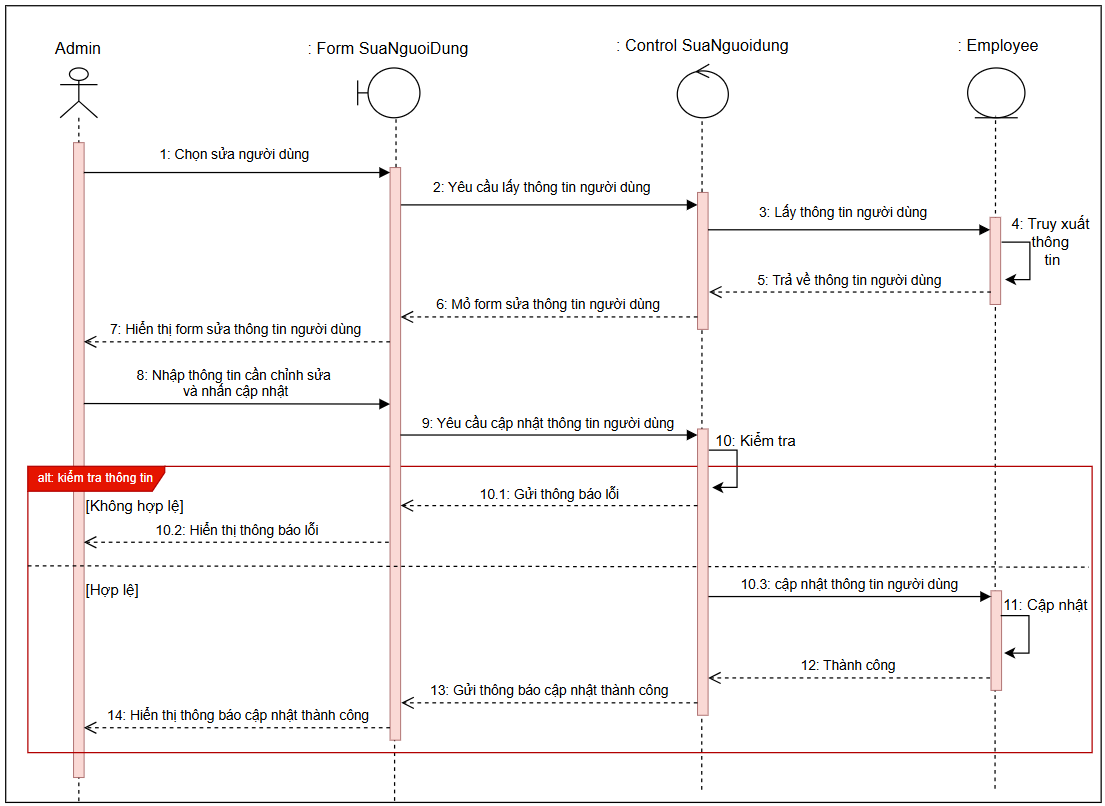 Admin
: Form SuaNguoiDung
: Control SuaNguoidung
: Employee
1: Chọn sửa người dùng
2: Yêu cầu lấy thông tin người dùng
3: Lấy thông tin người dùng
4: Truy xuất
thông
tin
5: Trả về thông tin người dùng
6: Mỏ form sửa thông tin người dùng
7: Hiển thị form sửa thông tin người dùng
8: Nhập thông tin cần chỉnh sửa
và nhấn cập nhật
9: Yêu cầu cập nhật thông tin người dùng
10: Kiểm tra
alt: kiểm tra thông tin
[Không hợp lệ]
10.1: Gửi thông báo lỗi
10.2: Hiển thị thông báo lỗi
[Hợp lệ]
10.3: cập nhật thông tin người dùng
11: Cập nhật
12: Thành công
13: Gửi thông báo cập nhật thành công
14: Hiển thị thông báo cập nhật thành công